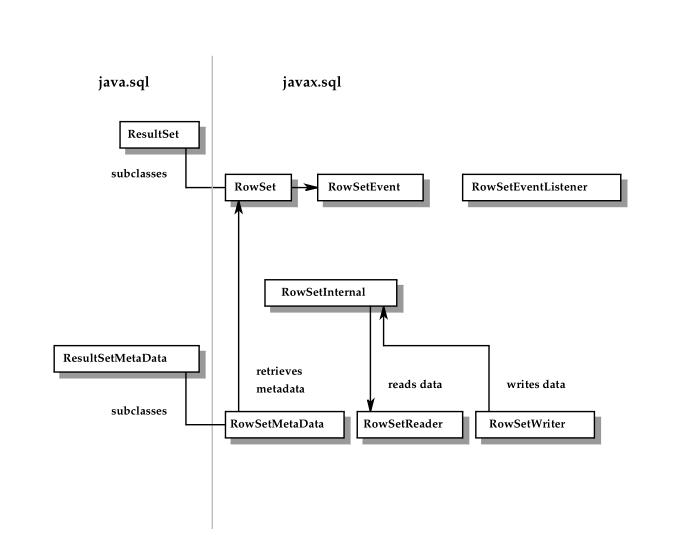 java.sql
javax.sql
ResultSet
subclasses
RowSet
RowSetEvent
RowSetEventListener
RowSetInternal
ResultSetMetaData
retrieves
metadata
reads data
writes data
subclasses
RowSetMetaData
RowSetReader
RowSetWriter